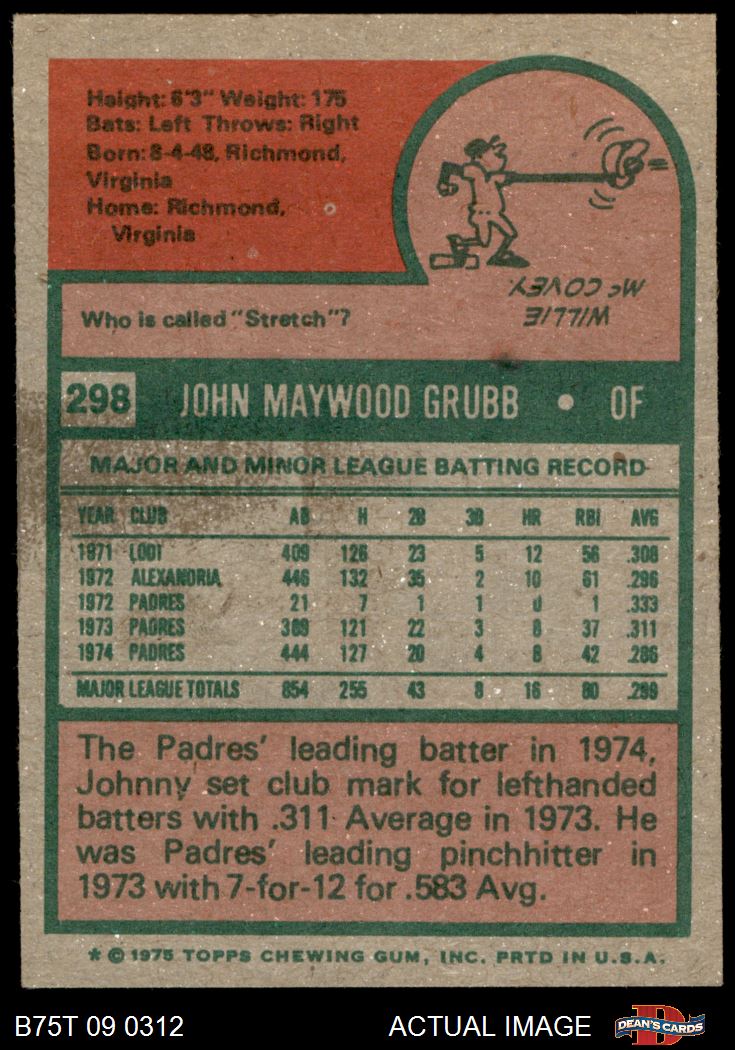 Height: 6'3" Weight: 175
Bats: Left Throws: Right
Born: 8-4-48, Richmond,
Virginia
Home: Richmond,
Virginia
Who is called "Stretch"?
WILLIE
McCOVEY
298 JOHN MAYWOOD GRUBB • OF
MAJOR AND MINOR LEAGUE BATTING RECORD
YEAR CLUB AB H 2B 3B HR RBI AVG
1971 LODI 409 126 23 5 12 56 .308
1972 ALEXANDRIA 446 132 35 2 10 61 .296
1972 PADRES 21 7 1 1 0 1 .333
1973 PADRES 389 121 22 3 8 37 .311
1974 PADRES 444 127 20 4 8 42 .286
MAJOR LEAGUE TOTALS 854 255 43 8 16 80 .299
The Padres' leading batter in 1974,
Johnny set club mark for lefthanded
batters with .311 Average in 1973. He
was Padres' leading pinchhitter in
1973 with 7-for-12 for .583 Avg.
* © 1975 TOPPS CHEWING GUM, INC. PRTD IN U.S.A.
B75T 09 0312 ACTUAL IMAGE DEAN'S CARDS